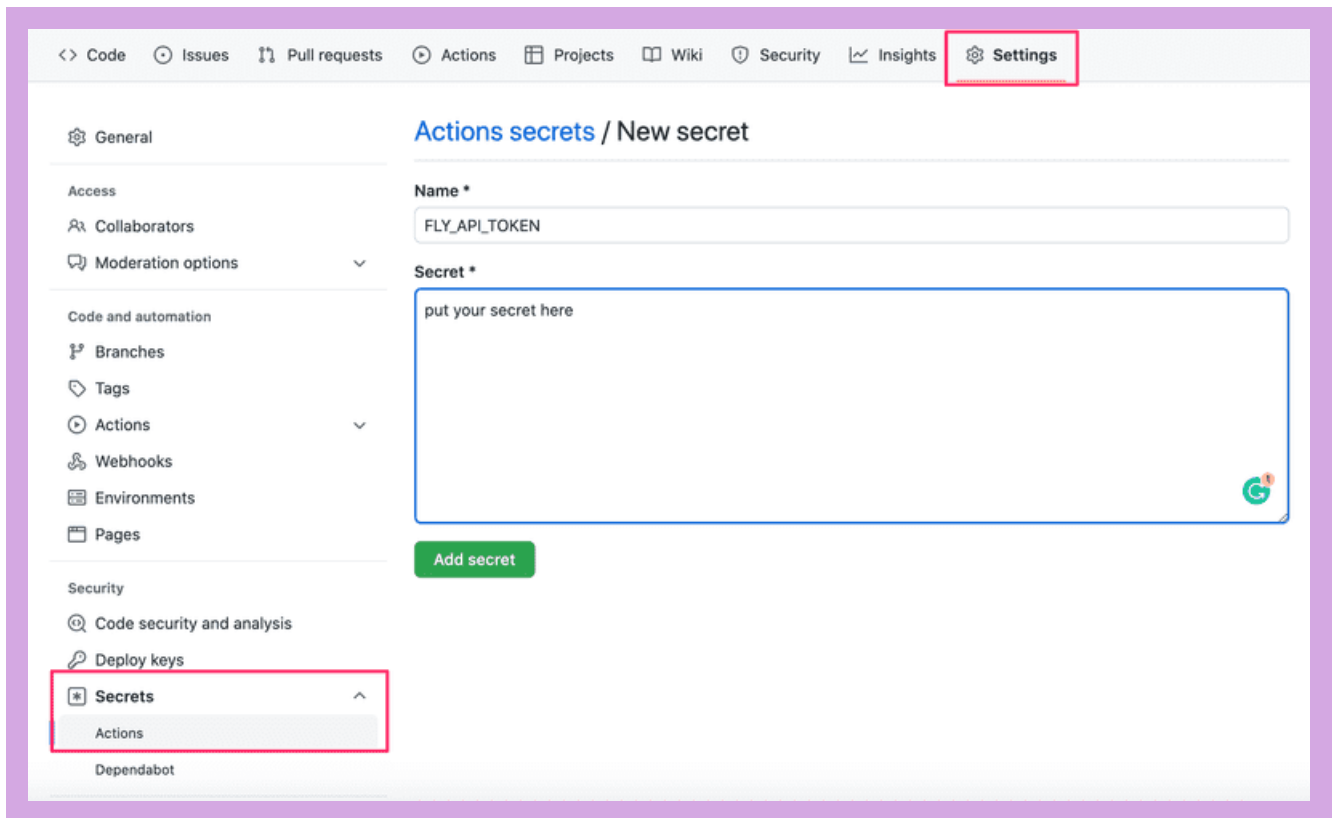 Code Issues Pull requests Actions Projects Wiki Security Insights Settings
General
Access
Collaborators
Moderation options
Code and automation
Branches
Tags
Actions
Webhooks
Environments
Pages
Security
Code security and analysis
Deploy keys
Secrets
Actions
Dependabot
Actions secrets / New secret
Name *
FLY_API_TOKEN
Secret *
put your secret here
G 1
Add secret